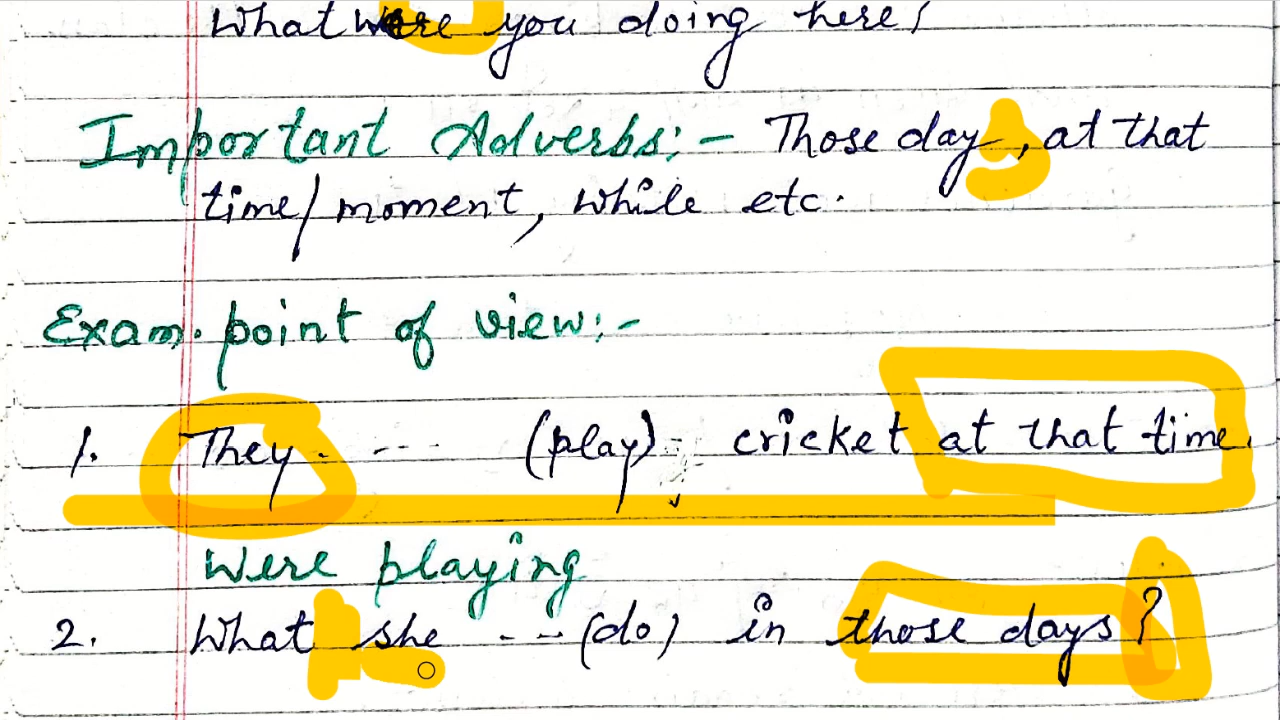 What were you doing here?
Important Adverbs:- Those days, at that
time/moment, while etc.
Exam. point of view:-
1. They. ---- (play). cricket at that time.
were playing
2. What she --- (do) in those days?